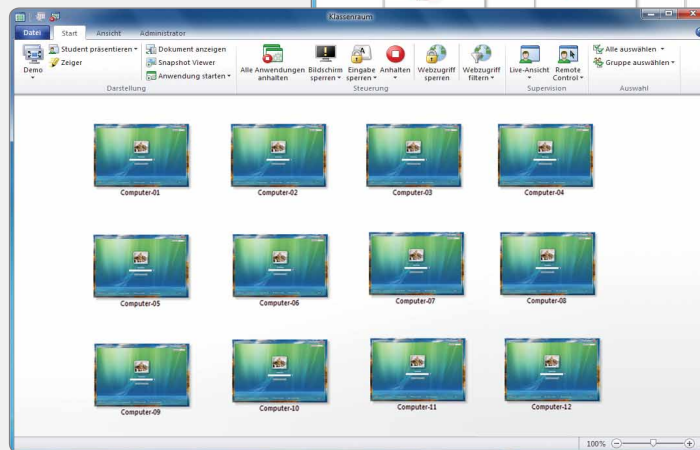 Klassenraum
Datei Start Ansicht Administrator
Demo
Student präsentieren
Zeiger
Dokument anzeigen
Snapshot Viewer
Anwendung starten
Darstellung
Alle Anwendungen anhalten
Bildschirm sperren
Eingabe sperren
Anhalten
Webzugriff sperren
Webzugriff filtern
Steuerung
Live-Ansicht
Remote Control
Supervision
Alle auswählen
Gruppe auswählen
Auswahl
Computer-01 Computer-02 Computer-03 Computer-04
Computer-05 Computer-06 Computer-07 Computer-08
Computer-09 Computer-10 Computer-11 Computer-12
100%